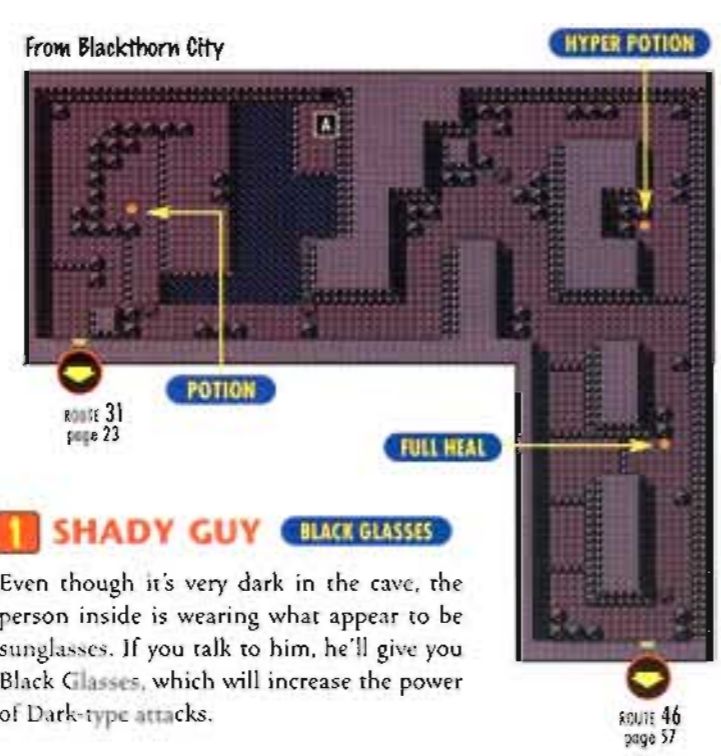 From Blackthorn City
HYPER POTION
A
POTION
ROUTE 31
page 23
FULL HEAL
1 SHADY GUY BLACK GLASSES
Even though it's very dark in the cave, the
person inside is wearing what appear to be
sunglasses. If you talk to him, he'll give you
Black Glasses, which will increase the power
of Dark-type attacks.
ROUTE 46
page 57